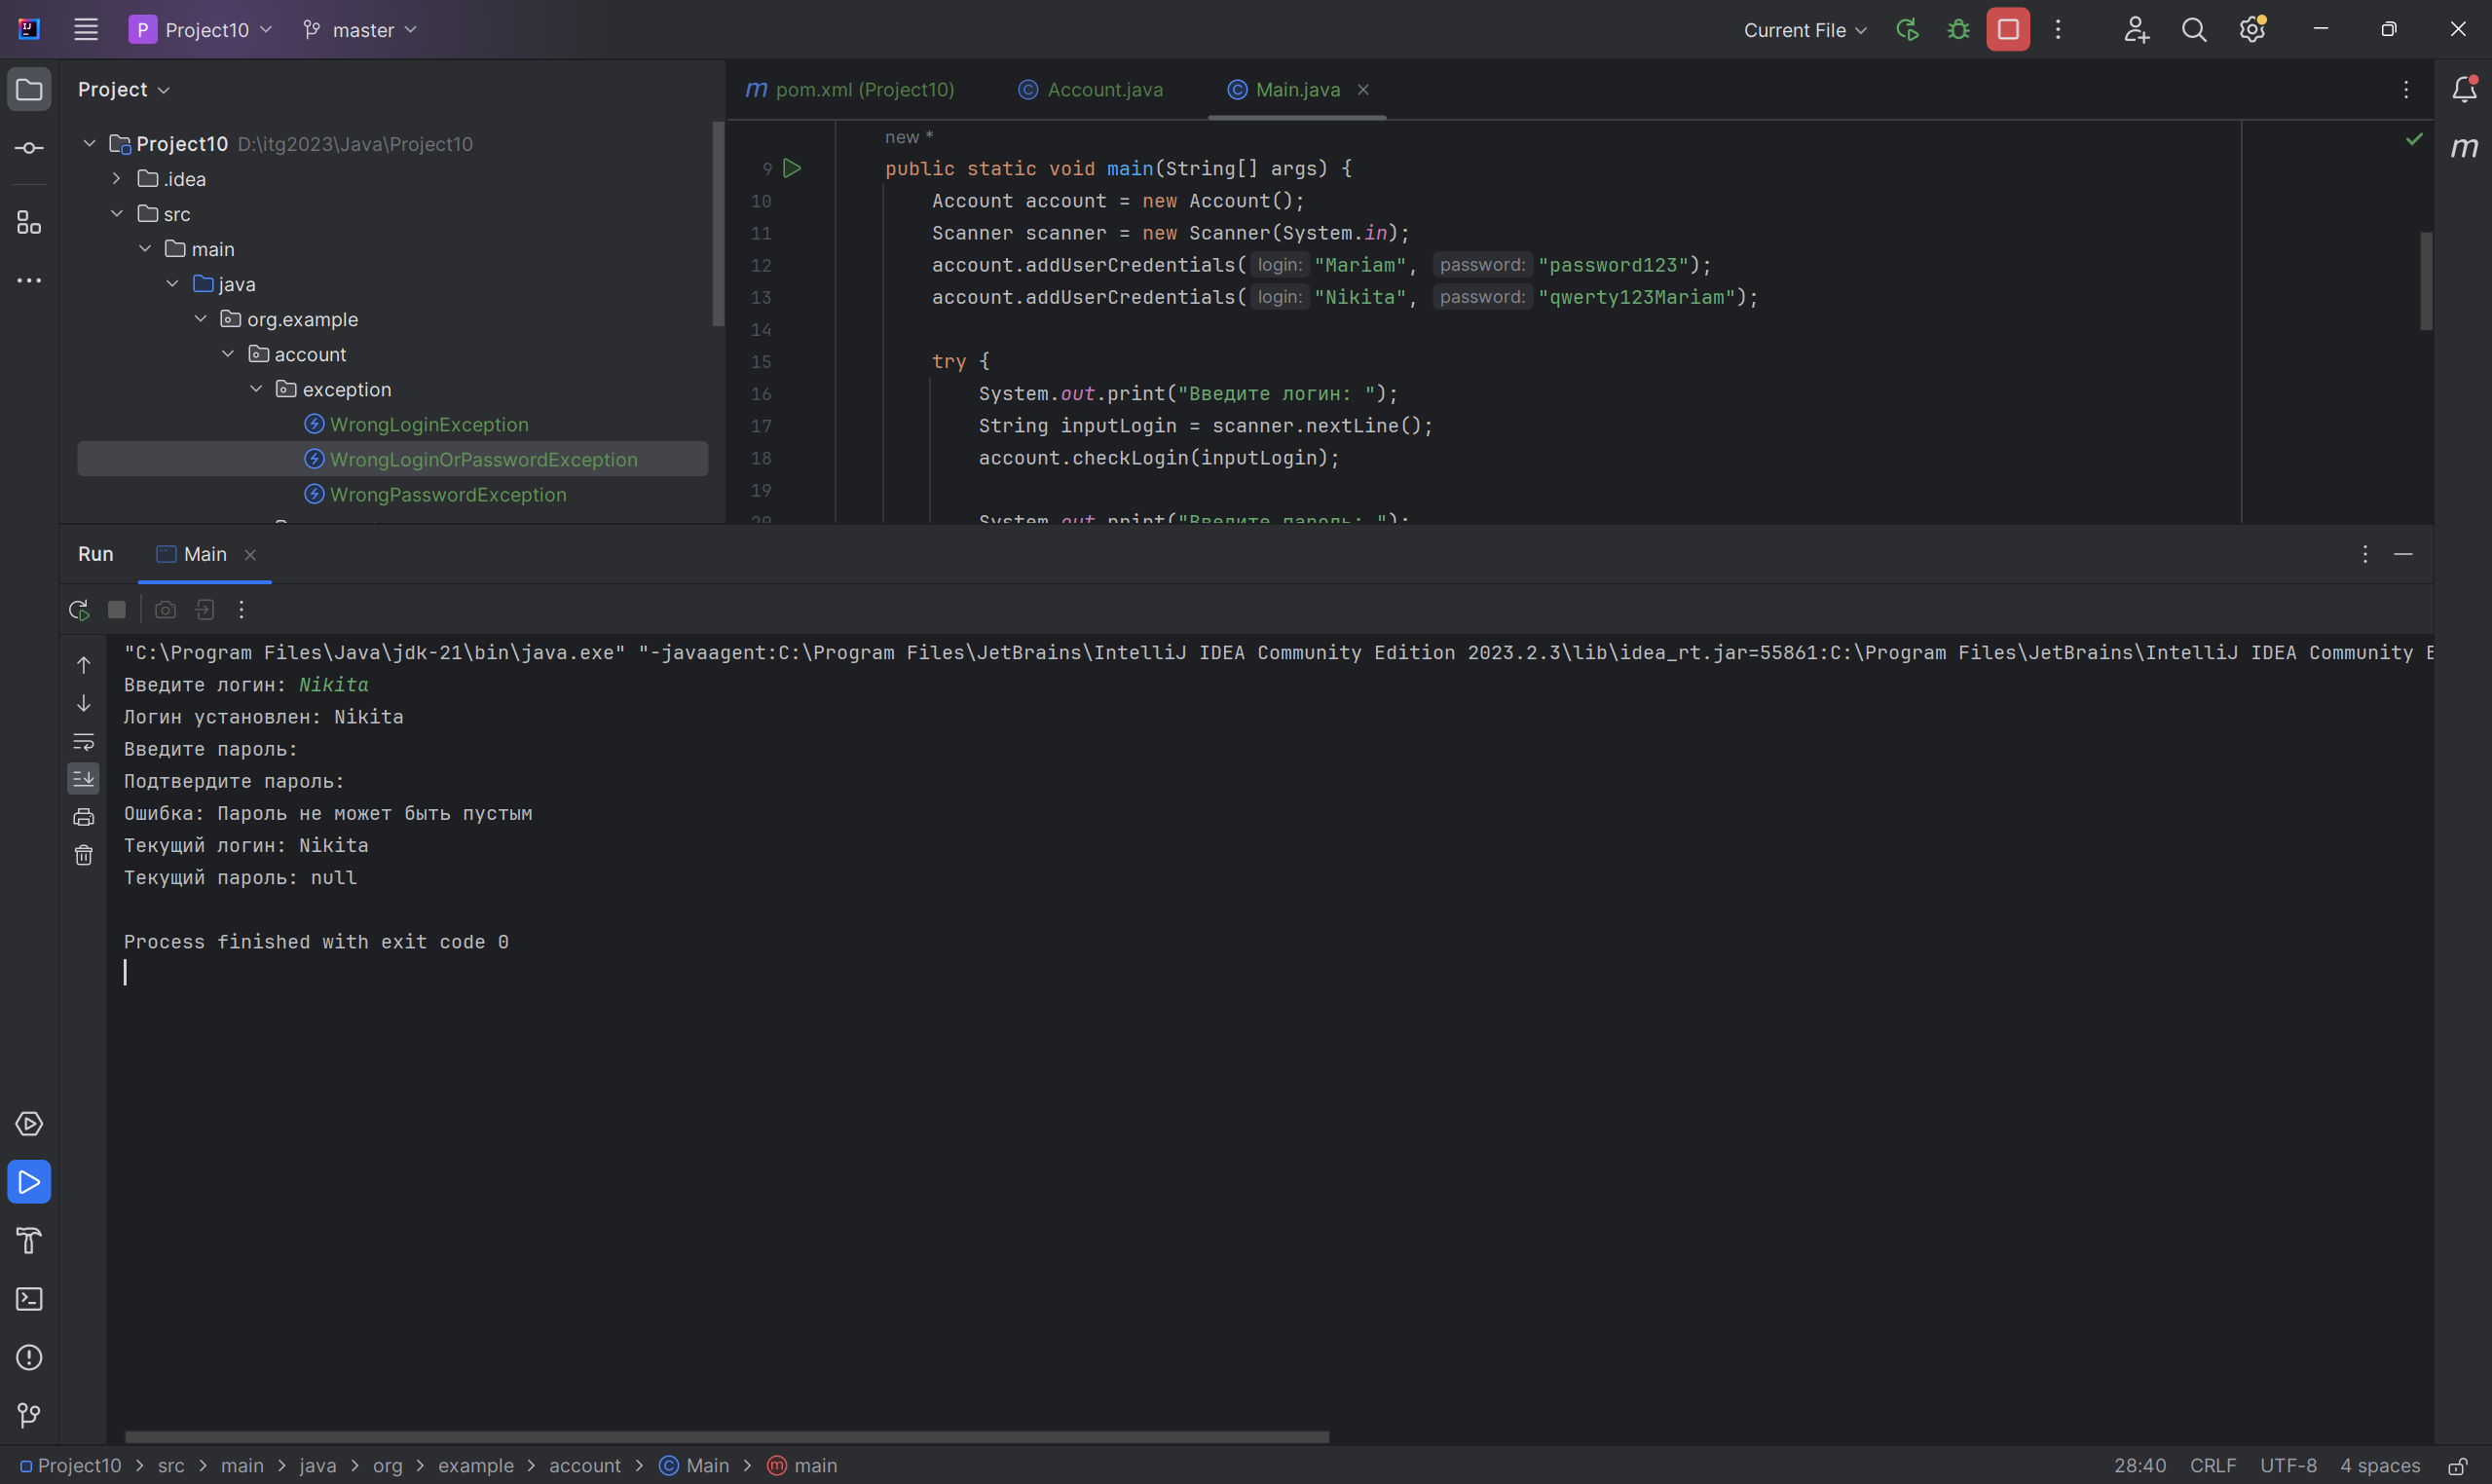 P Project10 master Current File
Project
pom.xml (Project10) Account.java Main.java
Project10 D:\itg2023\Java\Project10
.idea
src
main
java
org.example
account
exception
WrongLoginException
WrongLoginOrPasswordException
WrongPasswordException
new *
9 public static void main(String[] args) {
10 Account account = new Account();
11 Scanner scanner = new Scanner(System.in);
12 account.addUserCredentials( login: "Mariam", password: "password123");
13 account.addUserCredentials( login: "Nikita", password: "qwerty123Mariam");
14
15 try {
16 System.out.print("Введите логин: ");
17 String inputLogin = scanner.nextLine();
18 account.checkLogin(inputLogin);
19
20 System.out.print("Введите пароль: ");
Run Main
"C:\Program Files\Java\jdk-21\bin\java.exe" "-javaagent:C:\Program Files\JetBrains\IntelliJ IDEA Community Edition 2023.2.3\lib\idea_rt.jar=55861:C:\Program Files\JetBrains\IntelliJ IDEA Community E
Введите логин: Nikita
Логин установлен: Nikita
Введите пароль:
Подтвердите пароль:
Ошибка: Пароль не может быть пустым
Текущий логин: Nikita
Текущий пароль: null
Process finished with exit code 0
Project10 > src > main > java > org > example > account > Main > main 28:40 CRLF UTF-8 4 spaces